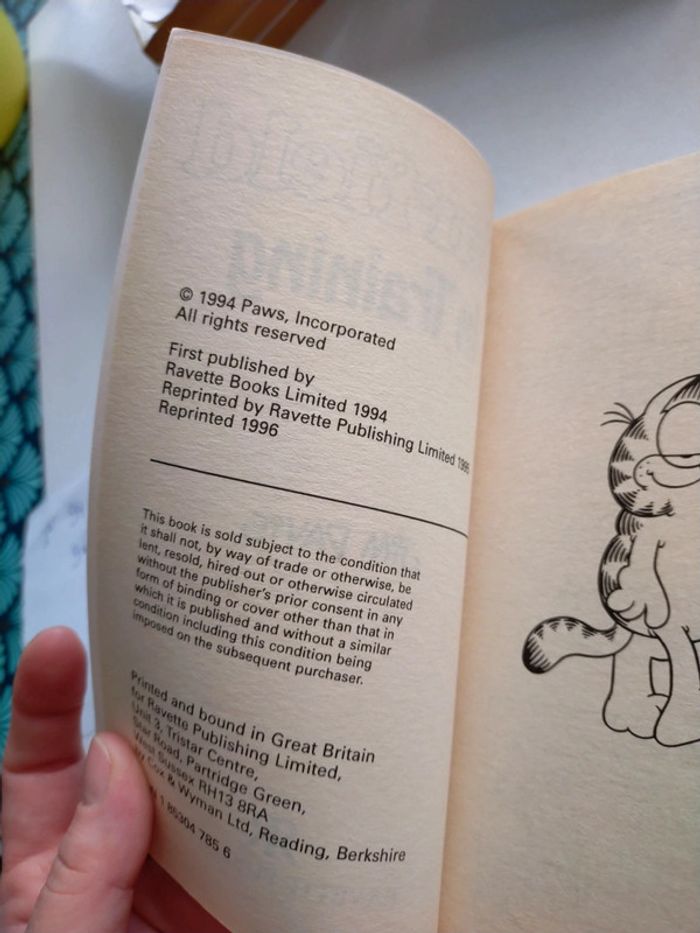 © 1994 Paws, Incorporated
All rights reserved
First published by
Ravette Books Limited 1994
Reprinted by Ravette Publishing Limited 1995
Reprinted 1996
This book is sold subject to the condition that
it shall not, by way of trade or otherwise, be
lent, resold, hired out or otherwise circulated
without the publisher's prior consent in any
form of binding or cover other than that in
which it is published and without a similar
condition including this condition being
imposed on the subsequent purchaser.
Printed and bound in Great Britain
for Ravette Publishing Limited,
Unit 3, Tristar Centre,
Star Road, Partridge Green,
West Sussex RH13 8RA
by Cox & Wyman Ltd, Reading, Berkshire
1 85304 785 6